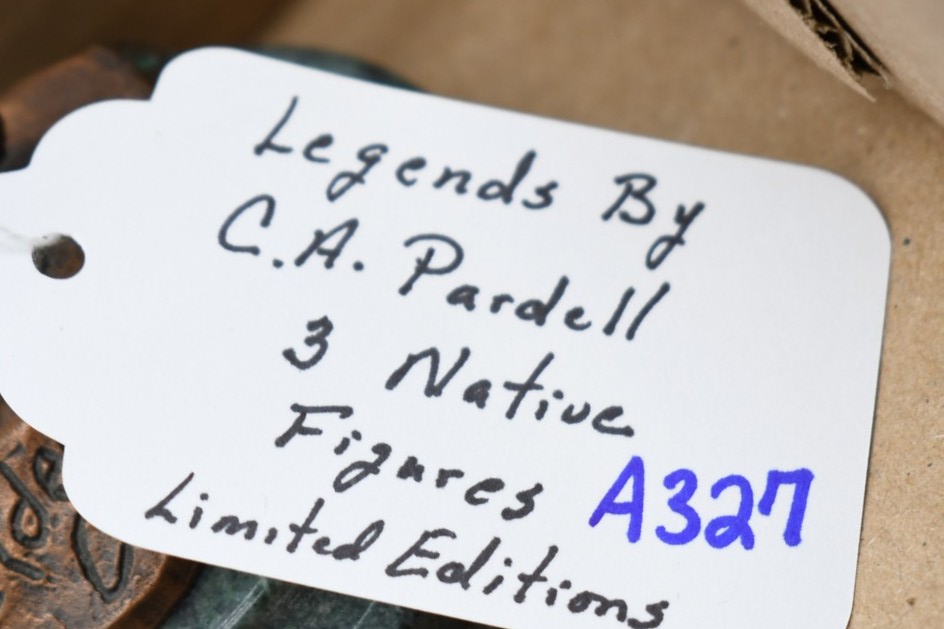 Legends By
C.A. Pardell
3 Native
Figures A327
Limited Editions